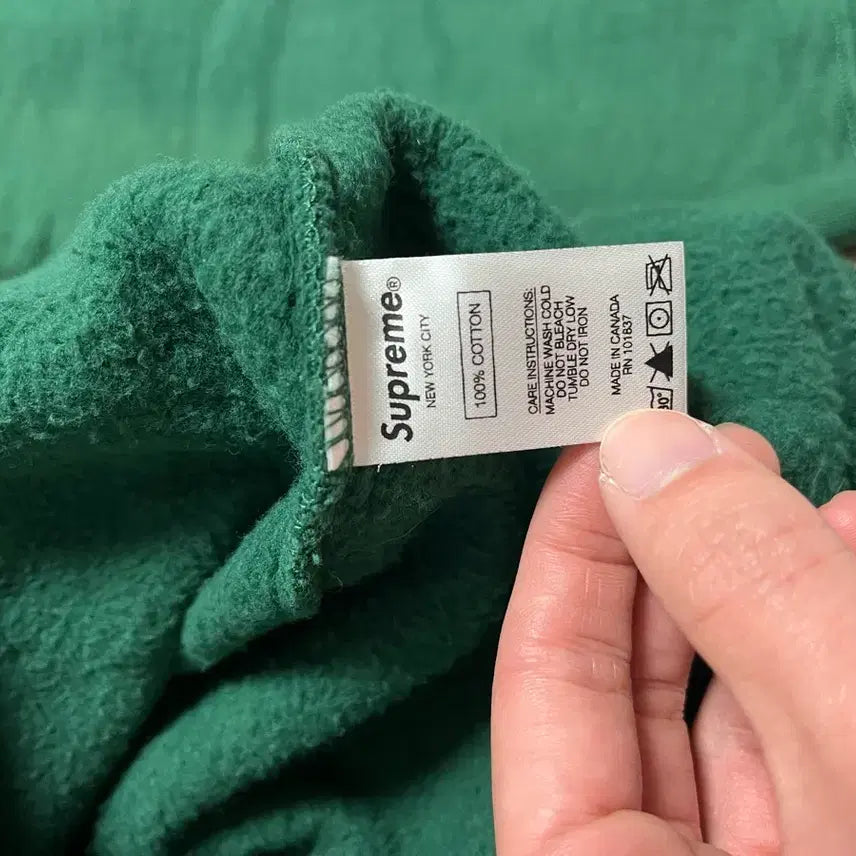 Supreme®
NEW YORK CITY
100% COTTON
CARE INSTRUCTIONS:
MACHINE WASH COLD
DO NOT BLEACH
TUMBLE DRY LOW
DO NOT IRON
MADE IN CANADA
RN 101837
30°